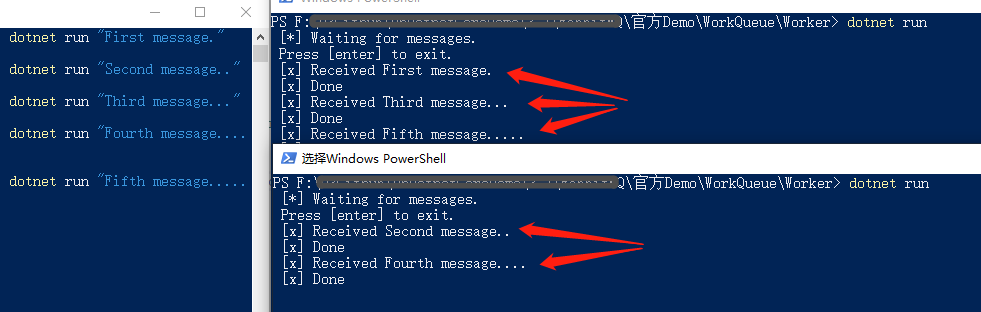 dotnet run "First message."
dotnet run "Second message.."
dotnet run "Third message..."
dotnet run "Fourth message....
dotnet run "Fifth message.....
Windows PowerShell
PS F:\ Q\官方Demo\WorkQueue\Worker> dotnet run
[*] Waiting for messages.
Press [enter] to exit.
[x] Received First message.
[x] Done
[x] Received Third message...
[x] Done
[x] Received Fifth message.....
[x] Done
选择Windows PowerShell
PS F:\ Q\官方Demo\WorkQueue\Worker> dotnet run
[*] Waiting for messages.
Press [enter] to exit.
[x] Received Second message..
[x] Done
[x] Received Fourth message....
[x] Done